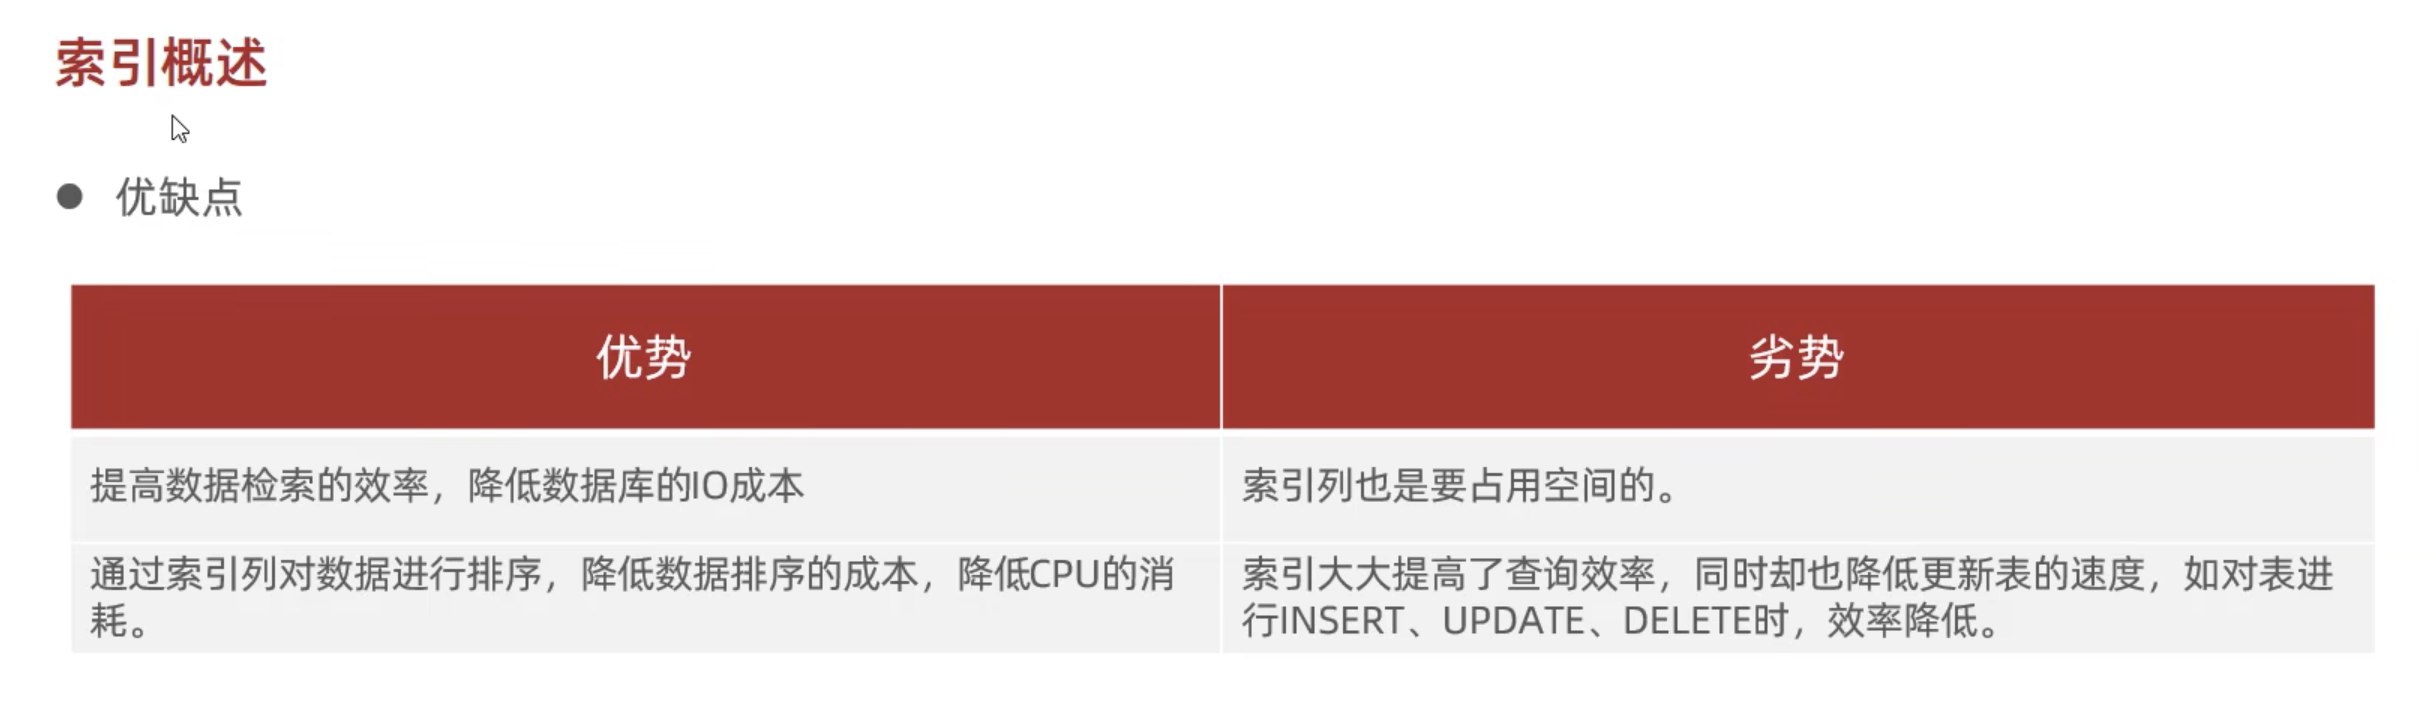 索引概述
优缺点
优势
劣势
提高数据检索的效率，降低数据库的IO成本
索引列也是要占用空间的。
通过索引列对数据进行排序，降低数据排序的成本，降低CPU的消
耗。
索引大大提高了查询效率，同时却也降低更新表的速度，如对表进
行INSERT、UPDATE、DELETE时，效率降低。